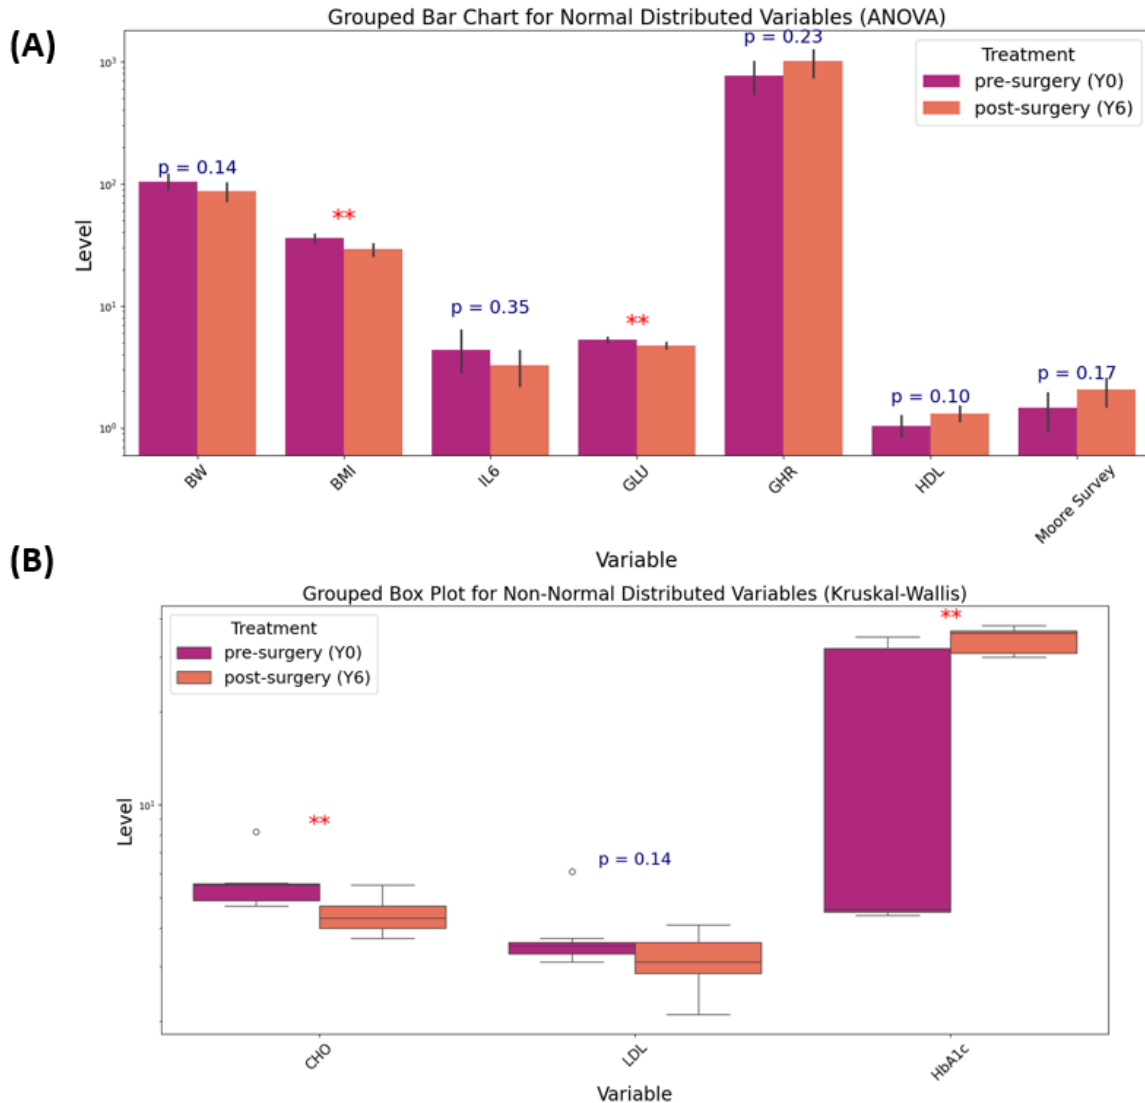 (A)
Grouped Bar Chart for Normal Distributed Variables (ANOVA)
p = 0.23
Treatment
pre-surgery (Y0)
post-surgery (Y6)
10³
p = 0.14
10²
**
Level
p = 0.35
**
10¹
p = 0.17
p = 0.10
10⁰
BW
BMI
IL6
GLU
GHR
HDL
Moore Survey
Variable
(B)
Grouped Box Plot for Non-Normal Distributed Variables (Kruskal-Wallis)
Treatment
pre-surgery (Y0)
post-surgery (Y6)
**
10¹
Level
**
p = 0.14
CHO
LDL
HbA1c
Variable